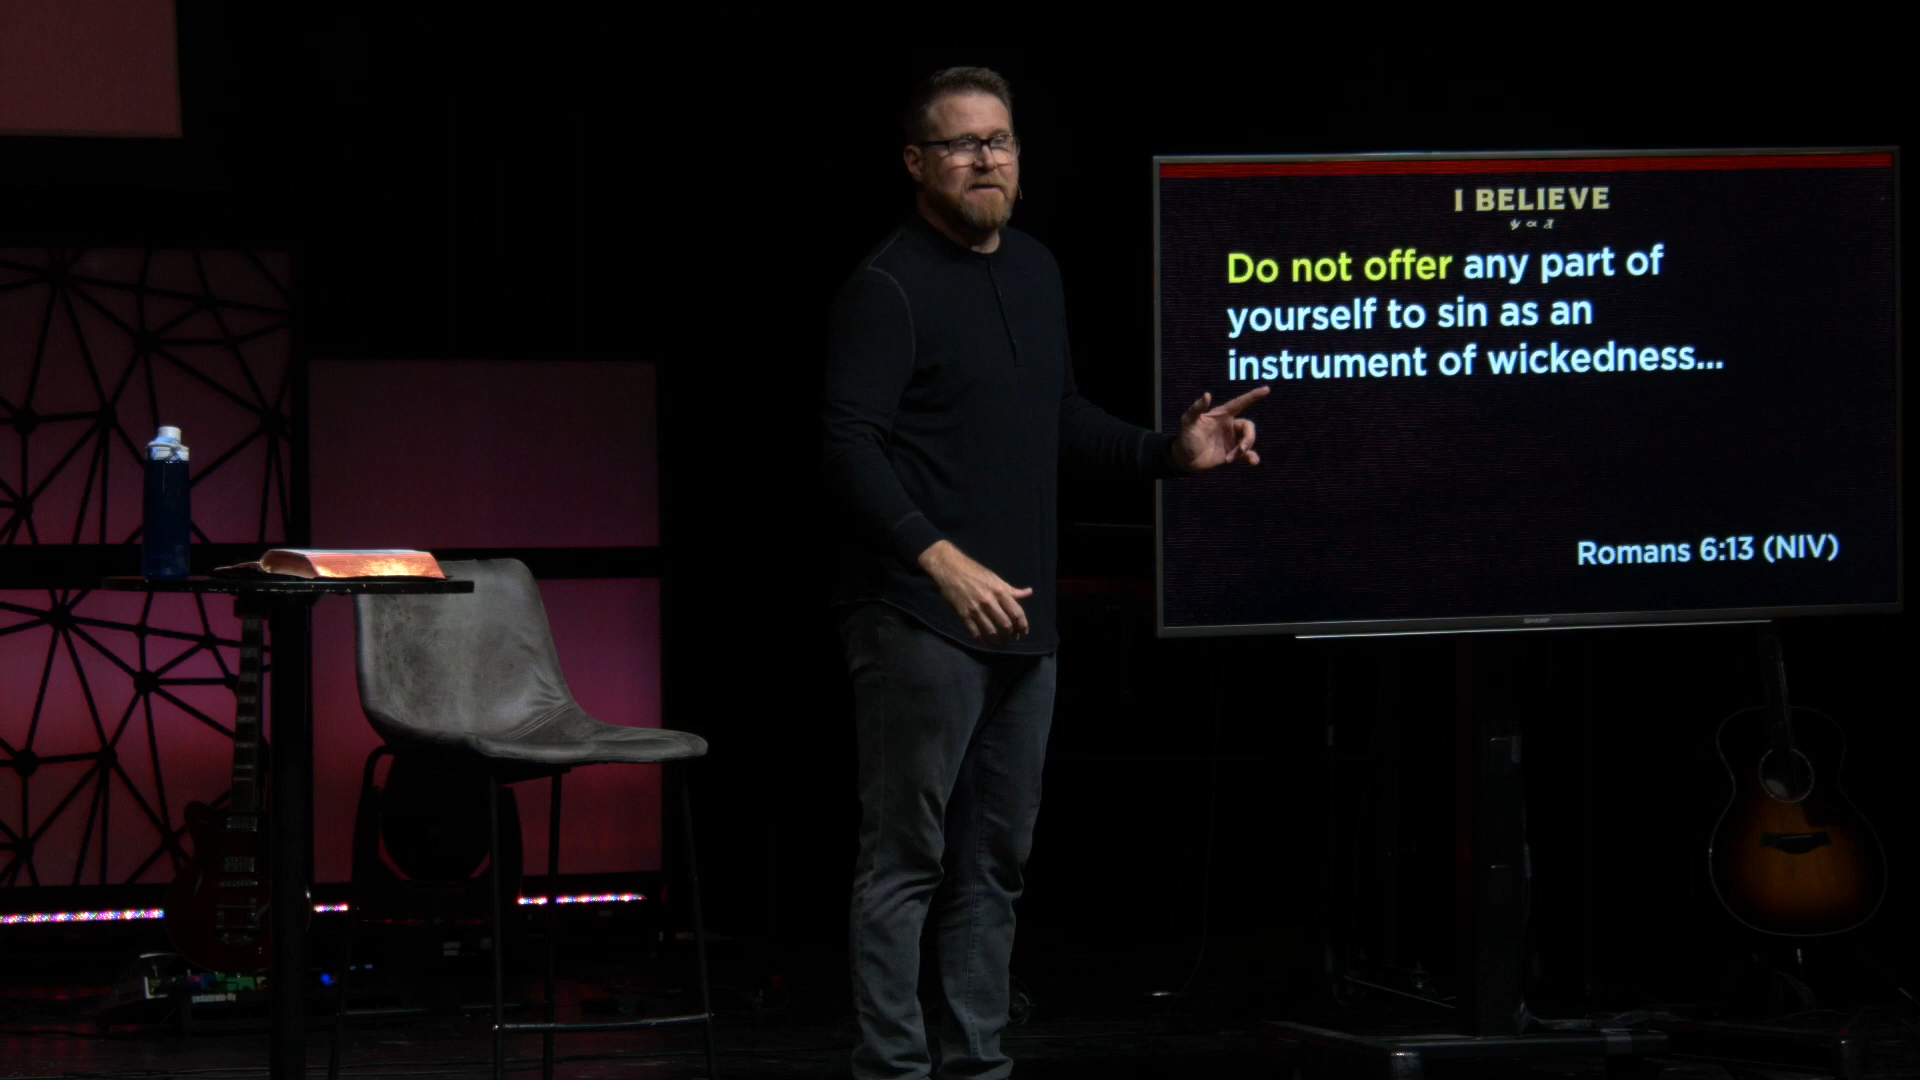 I BELIEVE
Do not offer any part of
yourself to sin as an
instrument of wickedness...
Romans 6:13 (NIV)
SHARP